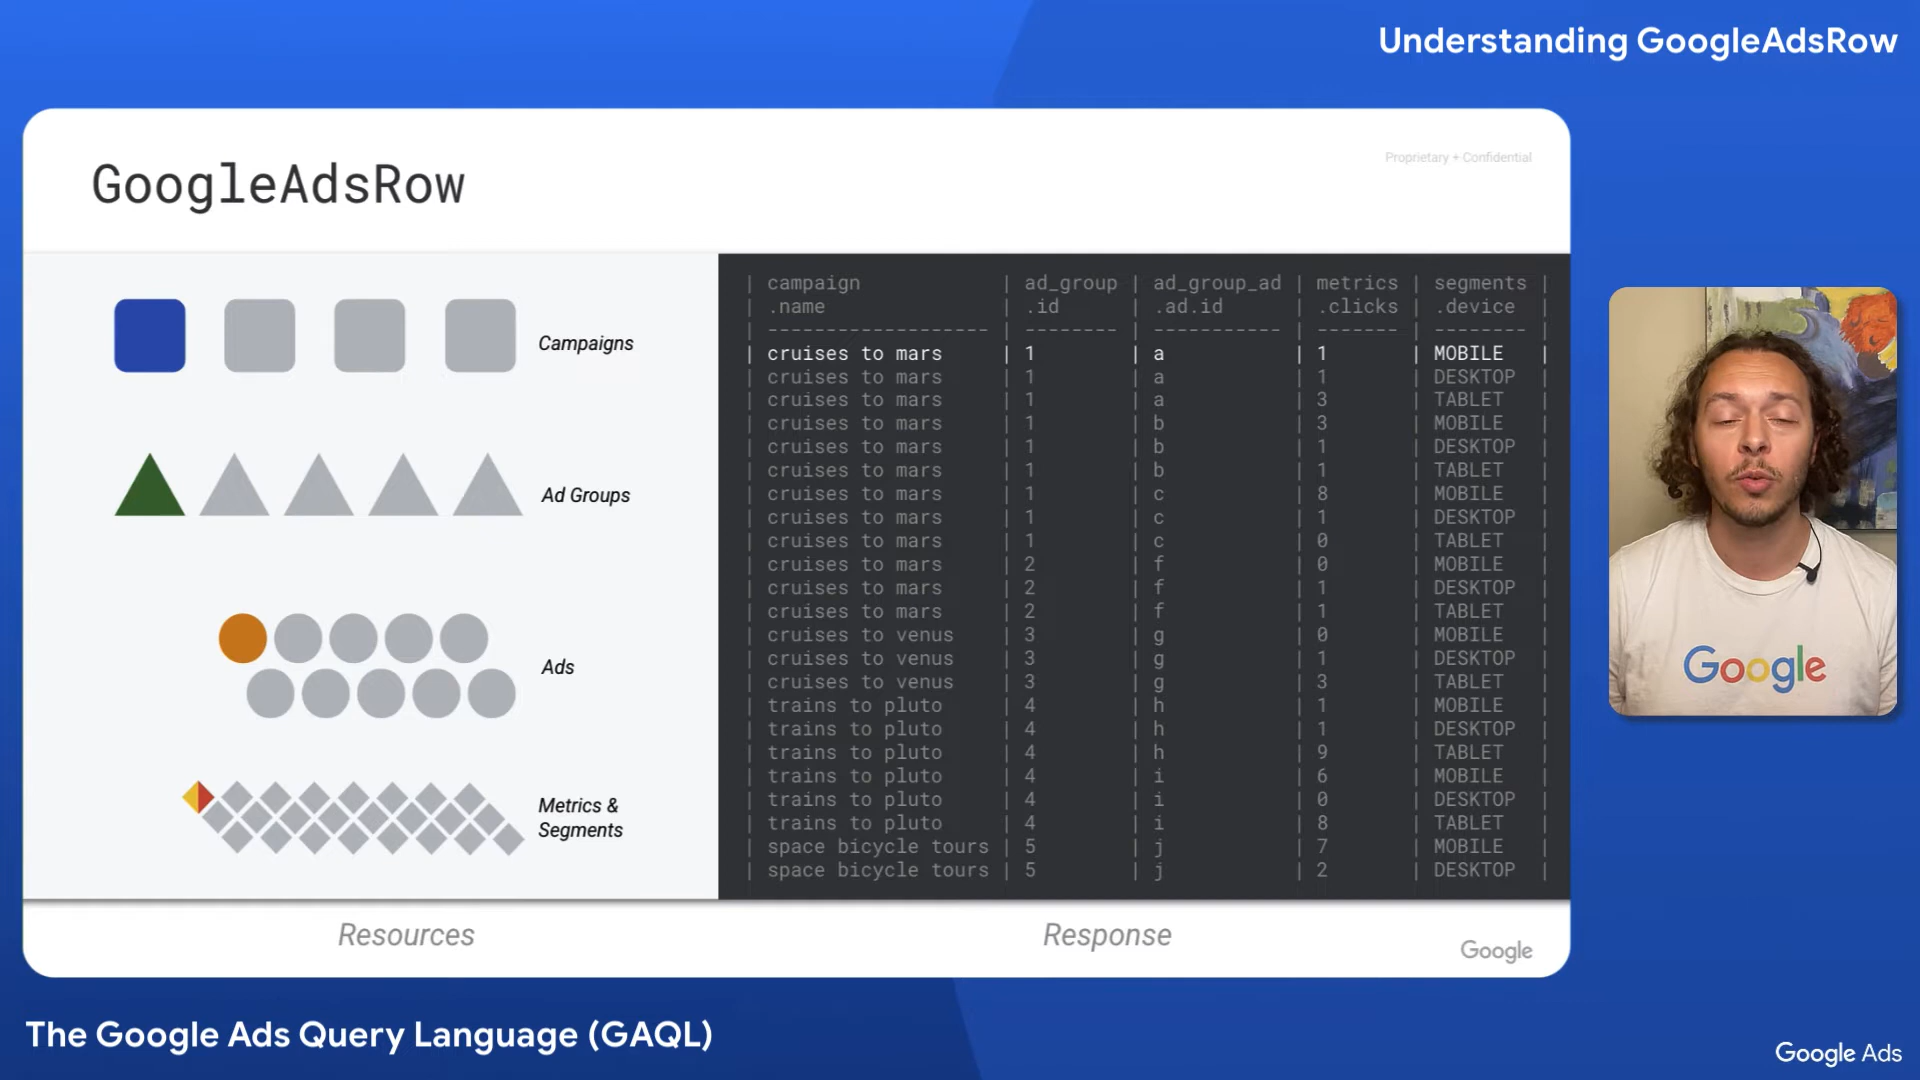 Understanding GoogleAdsRow
GoogleAdsRow
Proprietary + Confidential
Campaigns
Ad Groups
Ads
Metrics &
Segments
| campaign | ad_group | ad_group_ad | metrics | segments |
| .name | .id | .ad.id | .clicks | .device |
| ------------------- | -------- | ----------- | ------- | -------- |
| cruises to mars | 1 | a | 1 | MOBILE |
| cruises to mars | 1 | a | 1 | DESKTOP |
| cruises to mars | 1 | a | 3 | TABLET |
| cruises to mars | 1 | b | 3 | MOBILE |
| cruises to mars | 1 | b | 1 | DESKTOP |
| cruises to mars | 1 | b | 1 | TABLET |
| cruises to mars | 1 | c | 8 | MOBILE |
| cruises to mars | 1 | c | 1 | DESKTOP |
| cruises to mars | 1 | c | 0 | TABLET |
| cruises to mars | 2 | f | 0 | MOBILE |
| cruises to mars | 2 | f | 1 | DESKTOP |
| cruises to mars | 2 | f | 1 | TABLET |
| cruises to venus | 3 | g | 0 | MOBILE |
| cruises to venus | 3 | g | 1 | DESKTOP |
| cruises to venus | 3 | g | 3 | TABLET |
| trains to pluto | 4 | h | 1 | MOBILE |
| trains to pluto | 4 | h | 1 | DESKTOP |
| trains to pluto | 4 | h | 9 | TABLET |
| trains to pluto | 4 | i | 6 | MOBILE |
| trains to pluto | 4 | i | 0 | DESKTOP |
| trains to pluto | 4 | i | 8 | TABLET |
| space bicycle tours | 5 | j | 7 | MOBILE |
| space bicycle tours | 5 | j | 2 | DESKTOP |
Resources
Response
Google
Google
The Google Ads Query Language (GAQL)
Google Ads